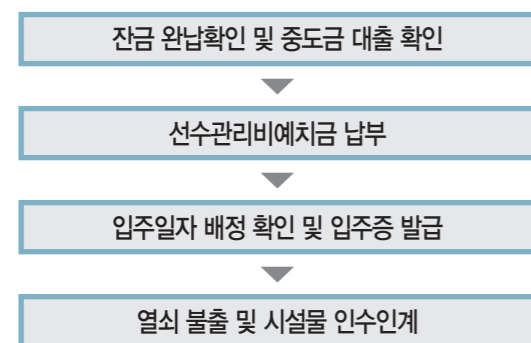 잔금 완납확인 및 중도금 대출 확인
선수관리비예치금 납부
입주일자 배정 확인 및 입주증 발급
열쇠 불출 및 시설물 인수인계